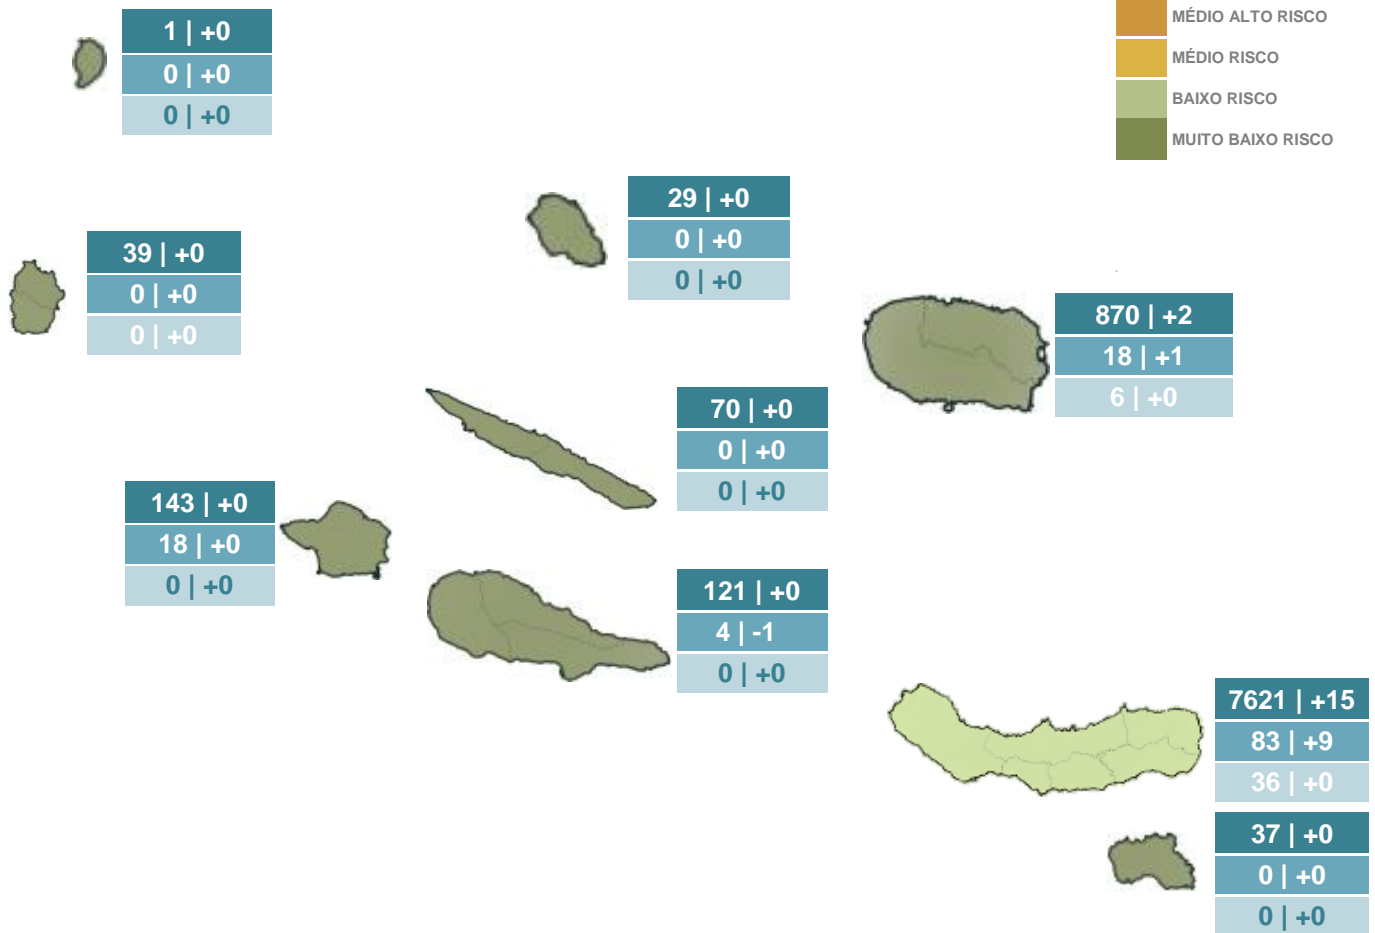 MÉDIO ALTO RISCO
MÉDIO RISCO
BAIXO RISCO
MUITO BAIXO RISCO
1 | +0
0 | +0
0 | +0
29 | +0
0 | +0
0 | +0
39 | +0
0 | +0
0 | +0
870 | +2
18 | +1
6 | +0
70 | +0
0 | +0
0 | +0
143 | +0
18 | +0
0 | +0
121 | +0
4 | -1
0 | +0
7621 | +15
83 | +9
36 | +0
37 | +0
0 | +0
0 | +0